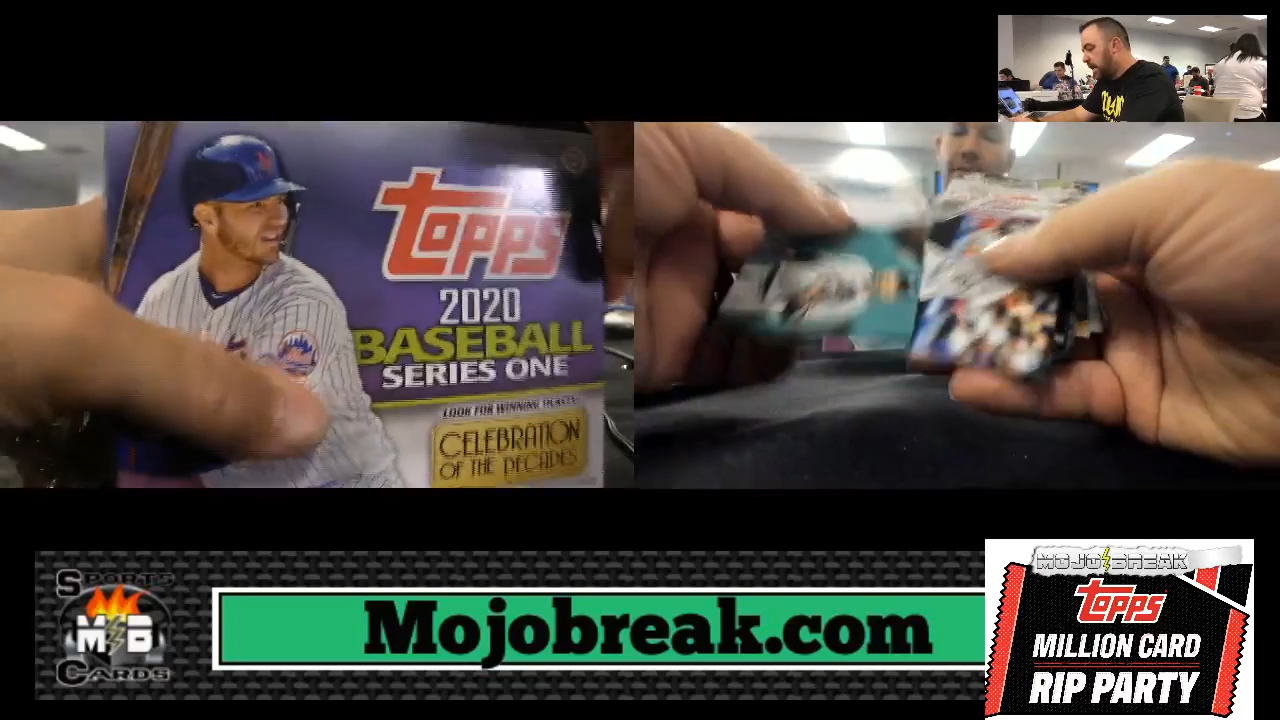 TOPPS
2020
BASEBALL
SERIES ONE
LOOK FOR WINNING TICKETS!
CELEBRATION
OF THE DECADES
SPORTS
MB
CARDS
Mojobreak.com
MOJOBREAK
TOPPS
MILLION CARD
RIP PARTY